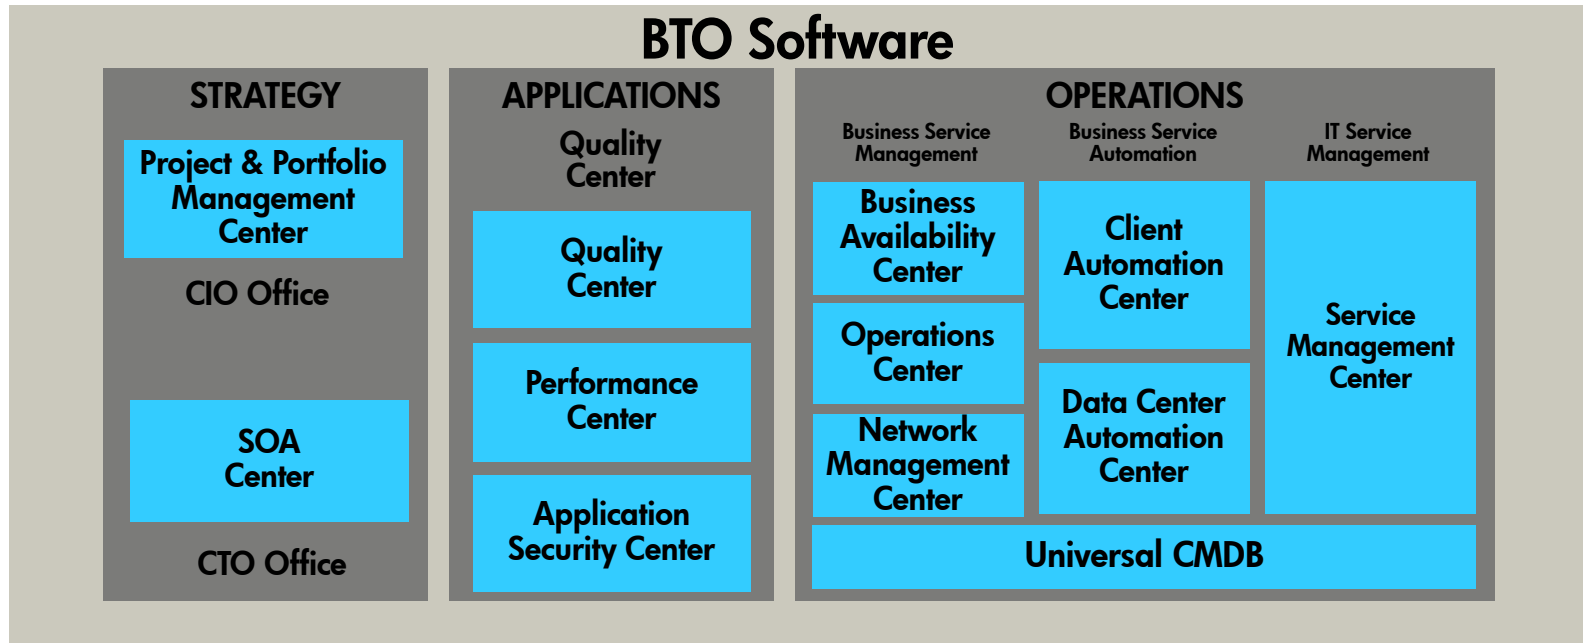 BTO Software
STRATEGY
Project & Portfolio
Management
Center
CIO Office
SOA
Center
CTO Office
APPLICATIONS
Quality
Center
Quality
Center
Performance
Center
Application
Security Center
OPERATIONS
Business Service
Management
Business
Availability
Center
Operations
Center
Network
Management
Center
Business Service
Automation
Client
Automation
Center
Data Center
Automation
Center
IT Service
Management
Service
Management
Center
Universal CMDB